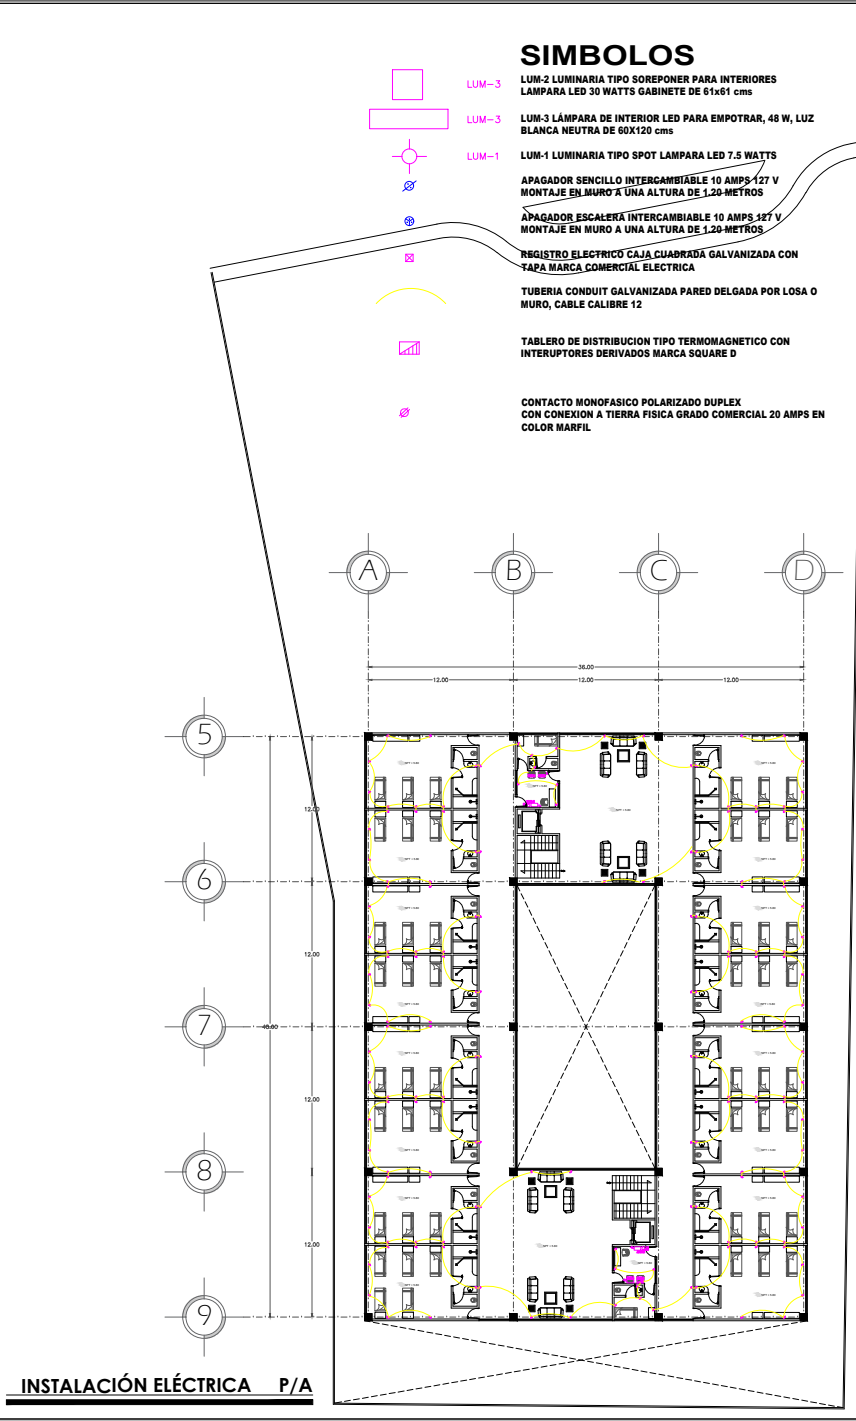 SIMBOLOS
LUM-3
LUM-2 LUMINARIA TIPO SOREPONER PARA INTERIORES
LAMPARA LED 30 WATTS GABINETE DE 61x61 cms
LUM-3
LUM-3 LÁMPARA DE INTERIOR LED PARA EMPOTRAR, 48 W, LUZ
BLANCA NEUTRA DE 60X120 cms
LUM-1
LUM-1 LUMINARIA TIPO SPOT LAMPARA LED 7.5 WATTS
APAGADOR SENCILLO INTERCAMBIABLE 10 AMPS 127 V
MONTAJE EN MURO A UNA ALTURA DE 1.20 METROS
APAGADOR ESCALERA INTERCAMBIABLE 10 AMPS 127 V
MONTAJE EN MURO A UNA ALTURA DE 1.20 METROS
REGISTRO ELECTRICO CAJA CUADRADA GALVANIZADA CON
TAPA MARCA COMERCIAL ELECTRICA
TUBERIA CONDUIT GALVANIZADA PARED DELGADA POR LOSA O
MURO, CABLE CALIBRE 12
TABLERO DE DISTRIBUCION TIPO TERMOMAGNETICO CON
INTERUPTORES DERIVADOS MARCA SQUARE D
CONTACTO MONOFASICO POLARIZADO DUPLEX
CON CONEXION A TIERRA FISICA GRADO COMERCIAL 20 AMPS EN
COLOR MARFIL
A B C D
36.00
12.00 12.00 12.00
5
12.00
6
12.00
7
48.00
12.00
8
12.00
9
INSTALACIÓN ELÉCTRICA P/A